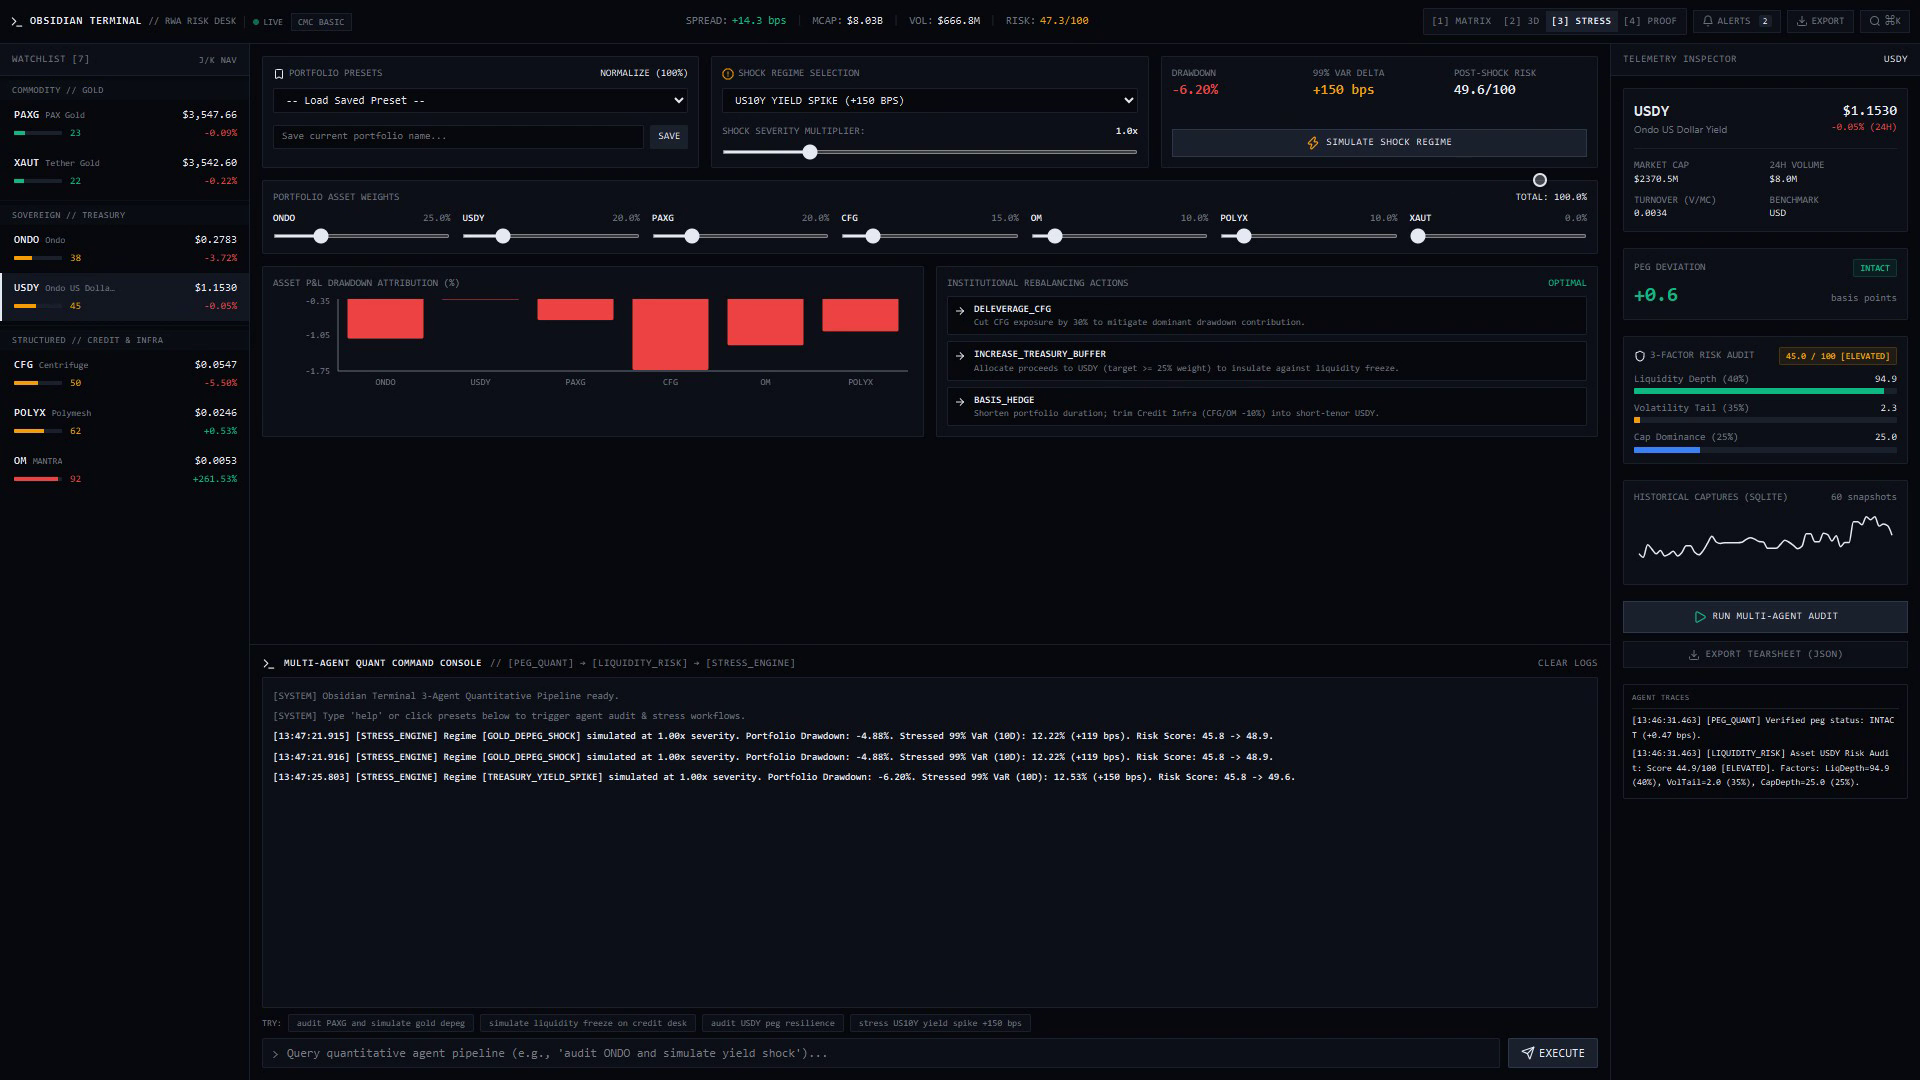 OBSIDIAN TERMINAL // RWA RISK DESK LIVE CMC BASIC SPREAD: +14.3 bps MCAP: $8.03B VOL: $666.8M RISK: 47.3/100 [1] MATRIX [2] 3D [3] STRESS [4] PROOF ALERTS 2 EXPORT ⌘K
WATCHLIST [7] J/K NAV
COMMODITY // GOLD
PAXG PAX Gold $3,547.66
23 -0.09%
XAUT Tether Gold $3,542.60
22 -0.22%
SOVEREIGN // TREASURY
ONDO Ondo $0.2783
38 -3.72%
USDY Ondo US Dolla… $1.1530
45 -0.05%
STRUCTURED // CREDIT & INFRA
CFG Centrifuge $0.0547
50 -5.50%
POLYX Polymesh $0.0246
62 +0.53%
OM MANTRA $0.0053
92 +261.53%
PORTFOLIO PRESETS NORMALIZE (100%)
-- Load Saved Preset --
Save current portfolio name... SAVE
SHOCK REGIME SELECTION
US10Y YIELD SPIKE (+150 BPS)
SHOCK SEVERITY MULTIPLIER: 1.0x
DRAWDOWN 99% VAR DELTA POST-SHOCK RISK
-6.20% +150 bps 49.6/100
SIMULATE SHOCK REGIME
PORTFOLIO ASSET WEIGHTS TOTAL: 100.0%
ONDO 25.0% USDY 20.0% PAXG 20.0% CFG 15.0% OM 10.0% POLYX 10.0% XAUT 0.0%
ASSET P&L DRAWDOWN ATTRIBUTION (%)
-0.35
-1.05
-1.75
ONDO USDY PAXG CFG OM POLYX
INSTITUTIONAL REBALANCING ACTIONS OPTIMAL
DELEVERAGE_CFG
Cut CFG exposure by 30% to mitigate dominant drawdown contribution.
INCREASE_TREASURY_BUFFER
Allocate proceeds to USDY (target >= 25% weight) to insulate against liquidity freeze.
BASIS_HEDGE
Shorten portfolio duration; trim Credit Infra (CFG/OM -10%) into short-tenor USDY.
MULTI-AGENT QUANT COMMAND CONSOLE // [PEG_QUANT] → [LIQUIDITY_RISK] → [STRESS_ENGINE] CLEAR LOGS
[SYSTEM] Obsidian Terminal 3-Agent Quantitative Pipeline ready.
[SYSTEM] Type 'help' or click presets below to trigger agent audit & stress workflows.
[13:47:21.915] [STRESS_ENGINE] Regime [GOLD_DEPEG_SHOCK] simulated at 1.00x severity. Portfolio Drawdown: -4.88%. Stressed 99% VaR (10D): 12.22% (+119 bps). Risk Score: 45.8 -> 48.9.
[13:47:21.916] [STRESS_ENGINE] Regime [GOLD_DEPEG_SHOCK] simulated at 1.00x severity. Portfolio Drawdown: -4.88%. Stressed 99% VaR (10D): 12.22% (+119 bps). Risk Score: 45.8 -> 48.9.
[13:47:25.803] [STRESS_ENGINE] Regime [TREASURY_YIELD_SPIKE] simulated at 1.00x severity. Portfolio Drawdown: -6.20%. Stressed 99% VaR (10D): 12.53% (+150 bps). Risk Score: 45.8 -> 49.6.
TRY: audit PAXG and simulate gold depeg simulate liquidity freeze on credit desk audit USDY peg resilience stress US10Y yield spike +150 bps
> Query quantitative agent pipeline (e.g., 'audit ONDO and simulate yield shock')... EXECUTE
TELEMETRY INSPECTOR USDY
USDY $1.1530
Ondo US Dollar Yield -0.05% (24H)
MARKET CAP 24H VOLUME
$2370.5M $8.0M
TURNOVER (V/MC) BENCHMARK
0.0034 USD
PEG DEVIATION INTACT
+0.6 basis points
3-FACTOR RISK AUDIT 45.0 / 100 [ELEVATED]
Liquidity Depth (40%) 94.9
Volatility Tail (35%) 2.3
Cap Dominance (25%) 25.0
HISTORICAL CAPTURES (SQLITE) 60 snapshots
RUN MULTI-AGENT AUDIT
EXPORT TEARSHEET (JSON)
AGENT TRACES
[13:46:31.463] [PEG_QUANT] Verified peg status: INTAC
T (+0.47 bps).
[13:46:31.463] [LIQUIDITY_RISK] Asset USDY Risk Audi
t: Score 44.9/100 [ELEVATED]. Factors: LiqDepth=94.9
(40%), VolTail=2.0 (35%), CapDepth=25.0 (25%).